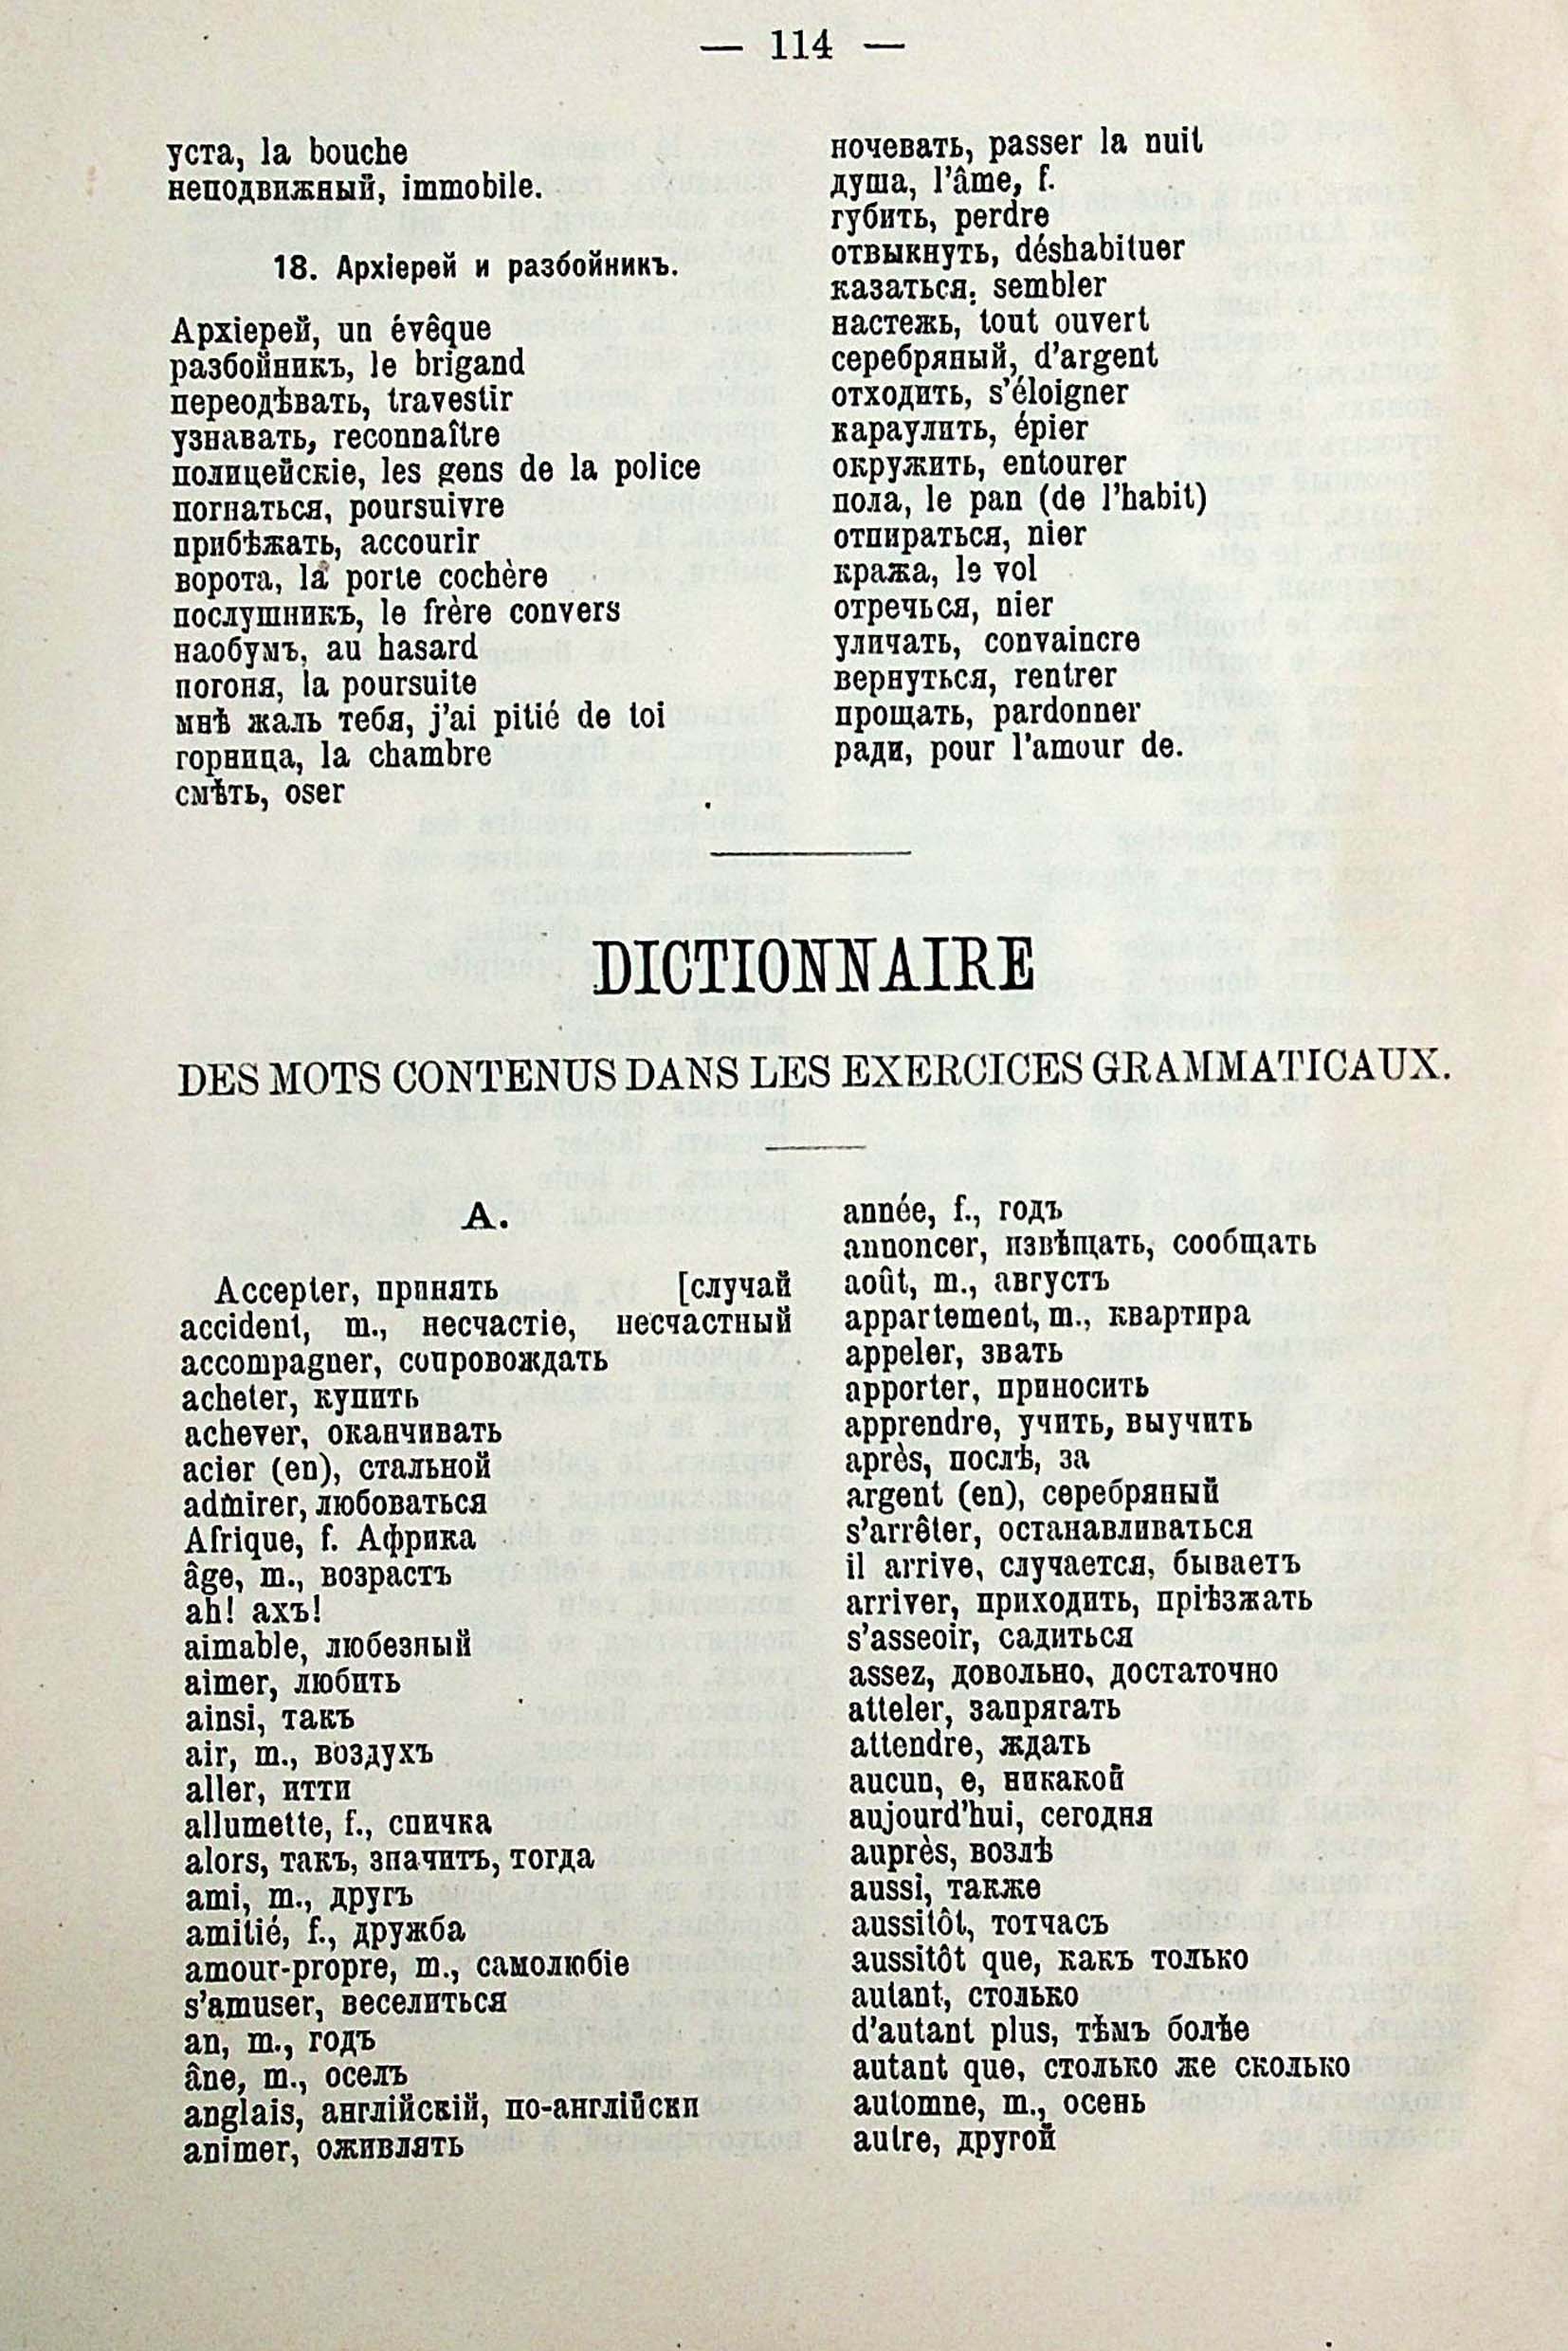 — 114 —
уста, la bouche
неподвижный, immobile.
18. Архіерей и разбойникъ.
Архіерей, un évêque
разбойникъ, le brigand
переодѣвать, travestir
узнавать, reconnaître
полицейскіе, les gens de la police
погнаться, poursuivre
прибѣжать, accourir
ворота, la porte cochère
послушникъ, le frère convers
наобумъ, au hasard
погоня, la poursuite
мнѣ жаль тебя, j'ai pitié de toi
горница, la chambre
смѣть, oser
ночевать, passer la nuit
душа, l'âme, f.
губить, perdre
отвыкнуть, déshabituer
казаться, sembler
настежь, tout ouvert
серебряный, d'argent
отходить, s'éloigner
караулить, épier
окружить, entourer
пола, le pan (de l'habit)
отпираться, nier
кража, le vol
отречься, nier
уличать, convaincre
вернуться, rentrer
прощать, pardonner
ради, pour l'amour de.
DICTIONNAIRE
DES MOTS CONTENUS DANS LES EXERCICES GRAMMATICAUX.
A.
Accepter, принять [случай
accident, m., несчастіе, несчастный
accompagner, сопровождать
acheter, купить
achever, оканчивать
acier (en), стальной
admirer, любоваться
Afrique, f. Африка
âge, m., возрастъ
ah! ахъ!
aimable, любезный
aimer, любить
ainsi, такъ
air, m., воздухъ
aller, итти
allumette, f., спичка
alors, такъ, значитъ, тогда
ami, m., другъ
amitié, f., дружба
amour-propre, m., самолюбіе
s'amuser, веселиться
an, m., годъ
âne, m., оселъ
anglais, англійскій, по-англійски
animer, оживлять
année, f., годъ
annoncer, извѣщать, сообщать
août, m., августъ
appartement, m., квартира
appeler, звать
apporter, приносить
apprendre, учить, выучить
après, послѣ, за
argent (en), серебряный
s'arrêter, останавливаться
il arrive, случается, бываетъ
arriver, приходить, пріѣзжать
s'asseoir, садиться
assez, довольно, достаточно
atteler, запрягать
attendre, ждать
aucun, e, никакой
aujourd'hui, сегодня
auprès, возлѣ
aussi, также
aussitôt, тотчасъ
aussitôt que, какъ только
autant, столько
d'autant plus, тѣмъ болѣе
autant que, столько же сколько
automne, m., осень
autre, другой